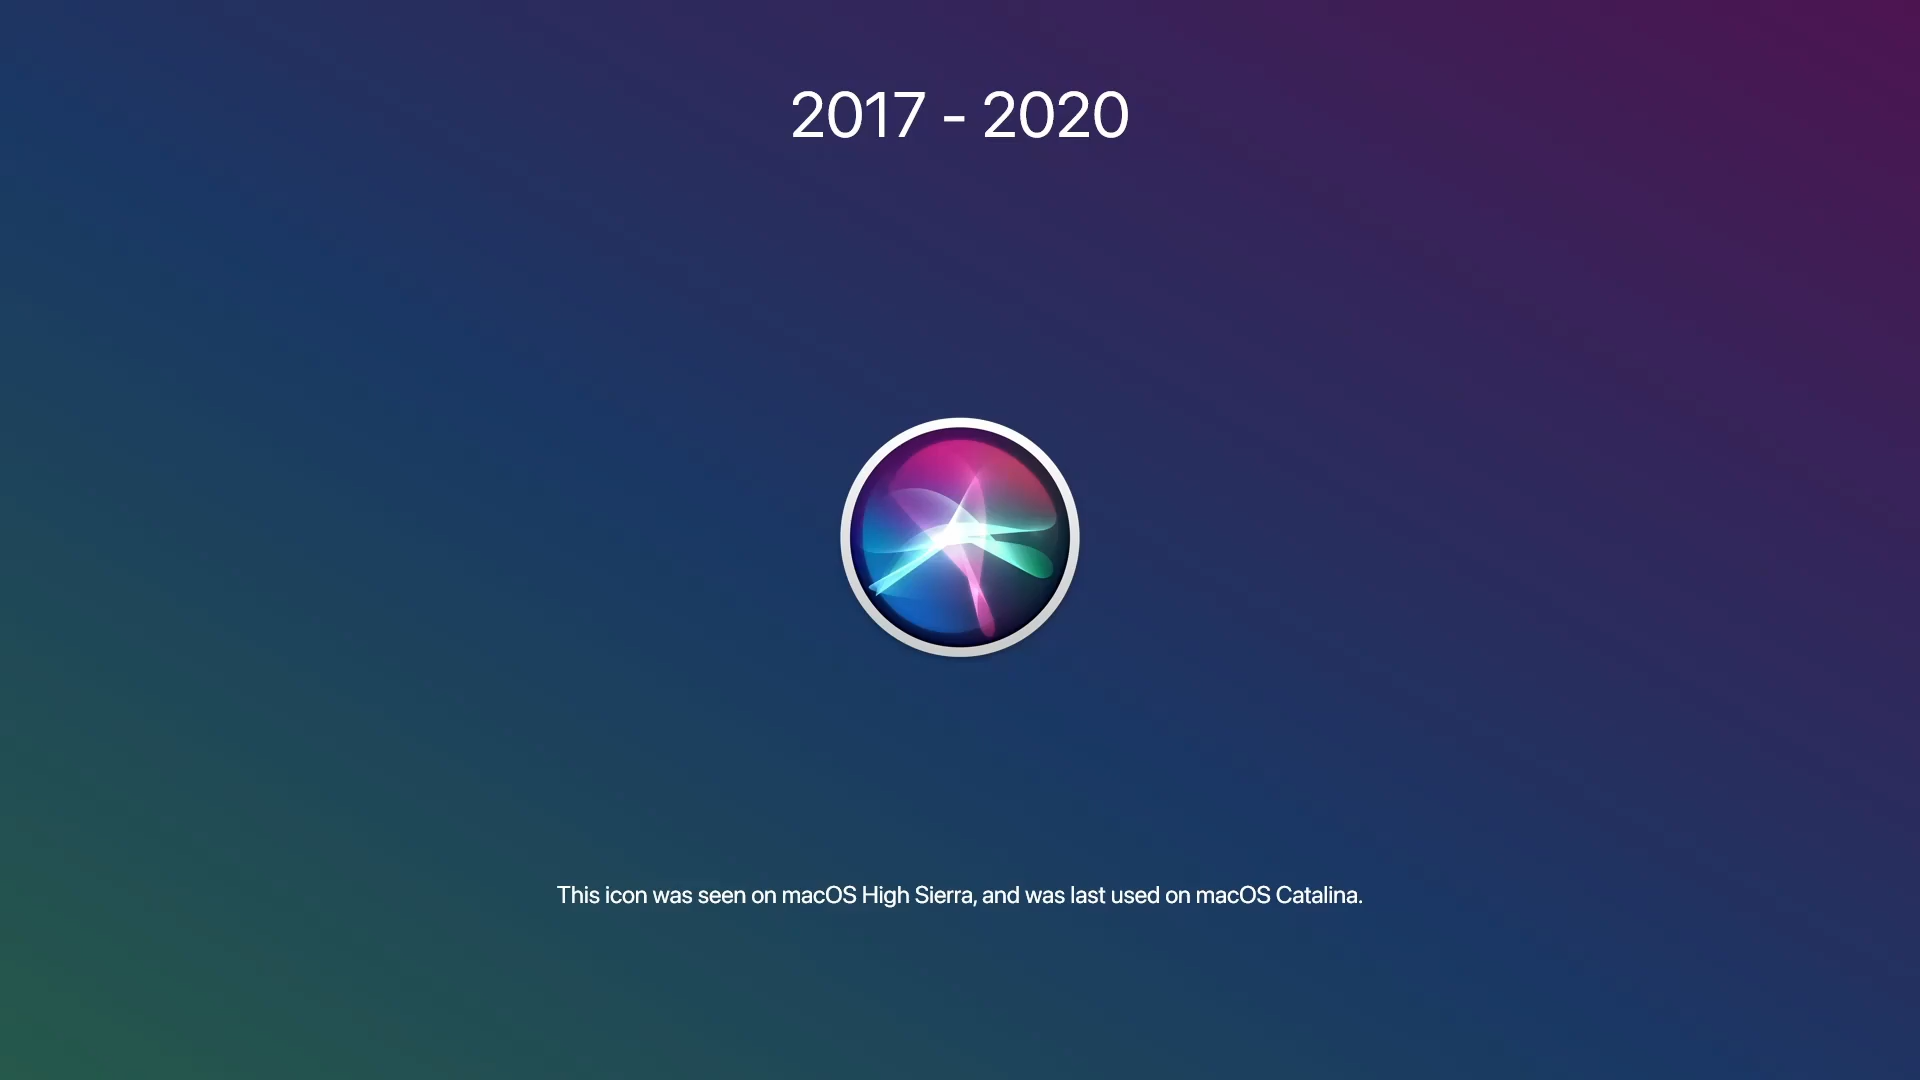 2017 - 2020
This icon was seen on macOS High Sierra, and was last used on macOS Catalina.